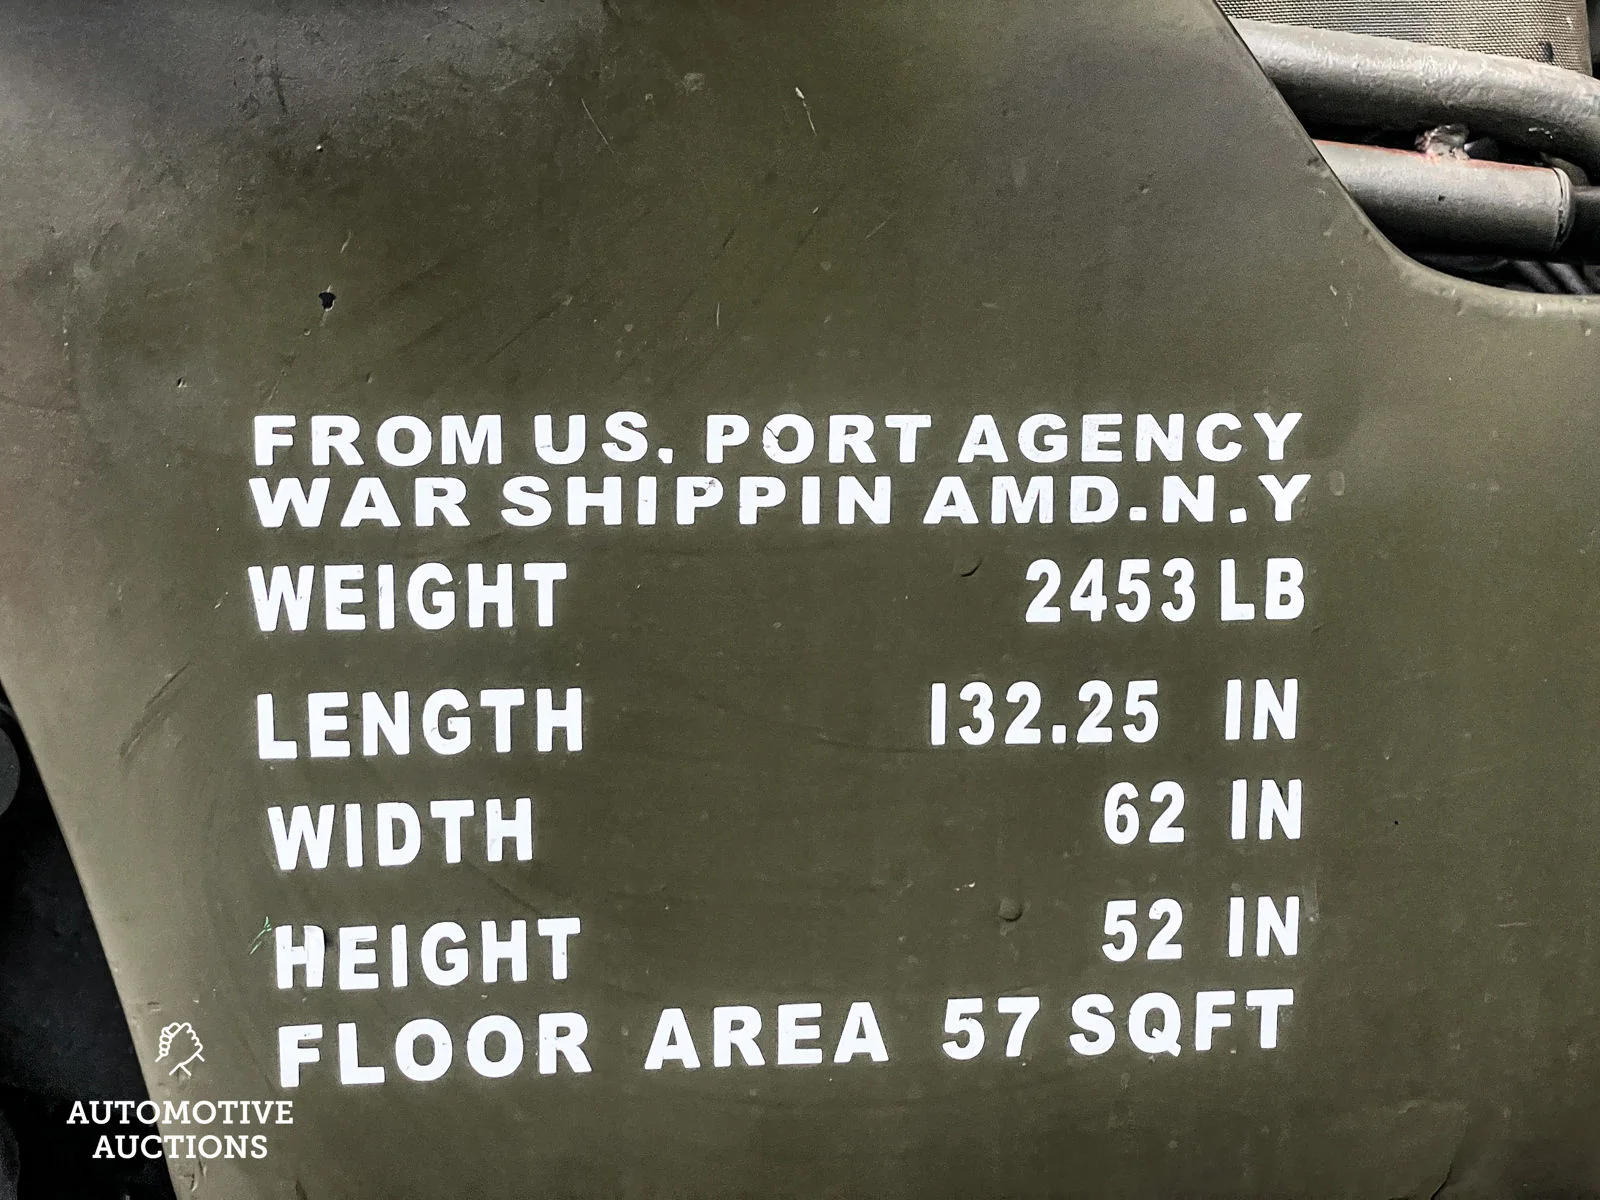 FROM US. PORT AGENCY
WAR SHIPPIN AMD.N.Y
WEIGHT 2453 LB
LENGTH 132.25 IN
WIDTH 62 IN
HEIGHT 52 IN
FLOOR AREA 57 SQFT
AUTOMOTIVE
AUCTIONS